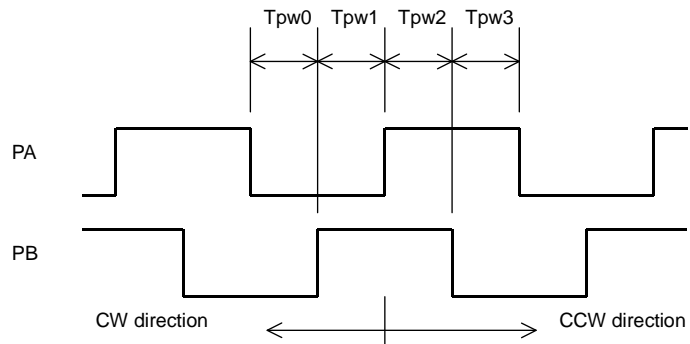 Tpw0 Tpw1 Tpw2 Tpw3
PA
PB
CW direction CCW direction